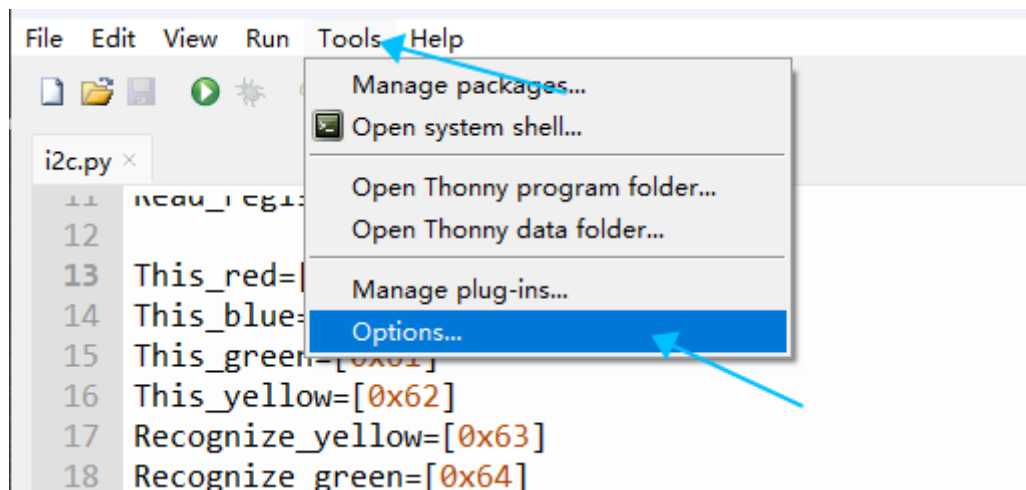 File Edit View Run Tools Help
Manage packages...
Open system shell...
i2c.py ×
Open Thonny program folder...
Open Thonny data folder...
11
12
13 This_red=[
Manage plug-ins...
14 This_blue=
Options...
15 This_green=[0x61]
16 This_yellow=[0x62]
17 Recognize_yellow=[0x63]
18 Recognize_green=[0x64]